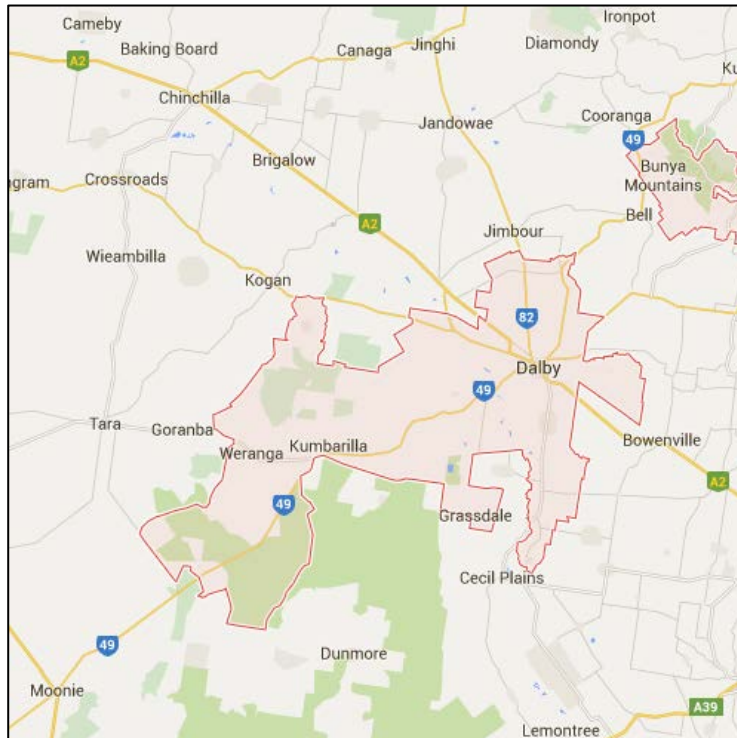 Ironpot
Cameby
Baking Board
Canaga
Jinghi
Diamondy
A2
Chinchilla
Cooranga
Jandowae
49
Brigalow
Bunya
Mountains
Crossroads
ngram
A2
Bell
Jimbour
Wieambilla
Kogan
82
Dalby
49
Tara
Goranba
Bowenville
Weranga
Kumbarilla
A2
49
Grassdale
Cecil Plains
49
Dunmore
Moonie
A39
Lemontree